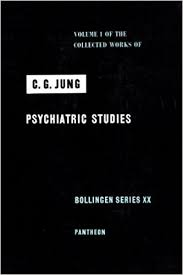 VOLUME 1 OF THE
COLLECTED WORKS OF
C. G. JUNG
PSYCHIATRIC STUDIES
BOLLINGEN SERIES XX
PANTHEON